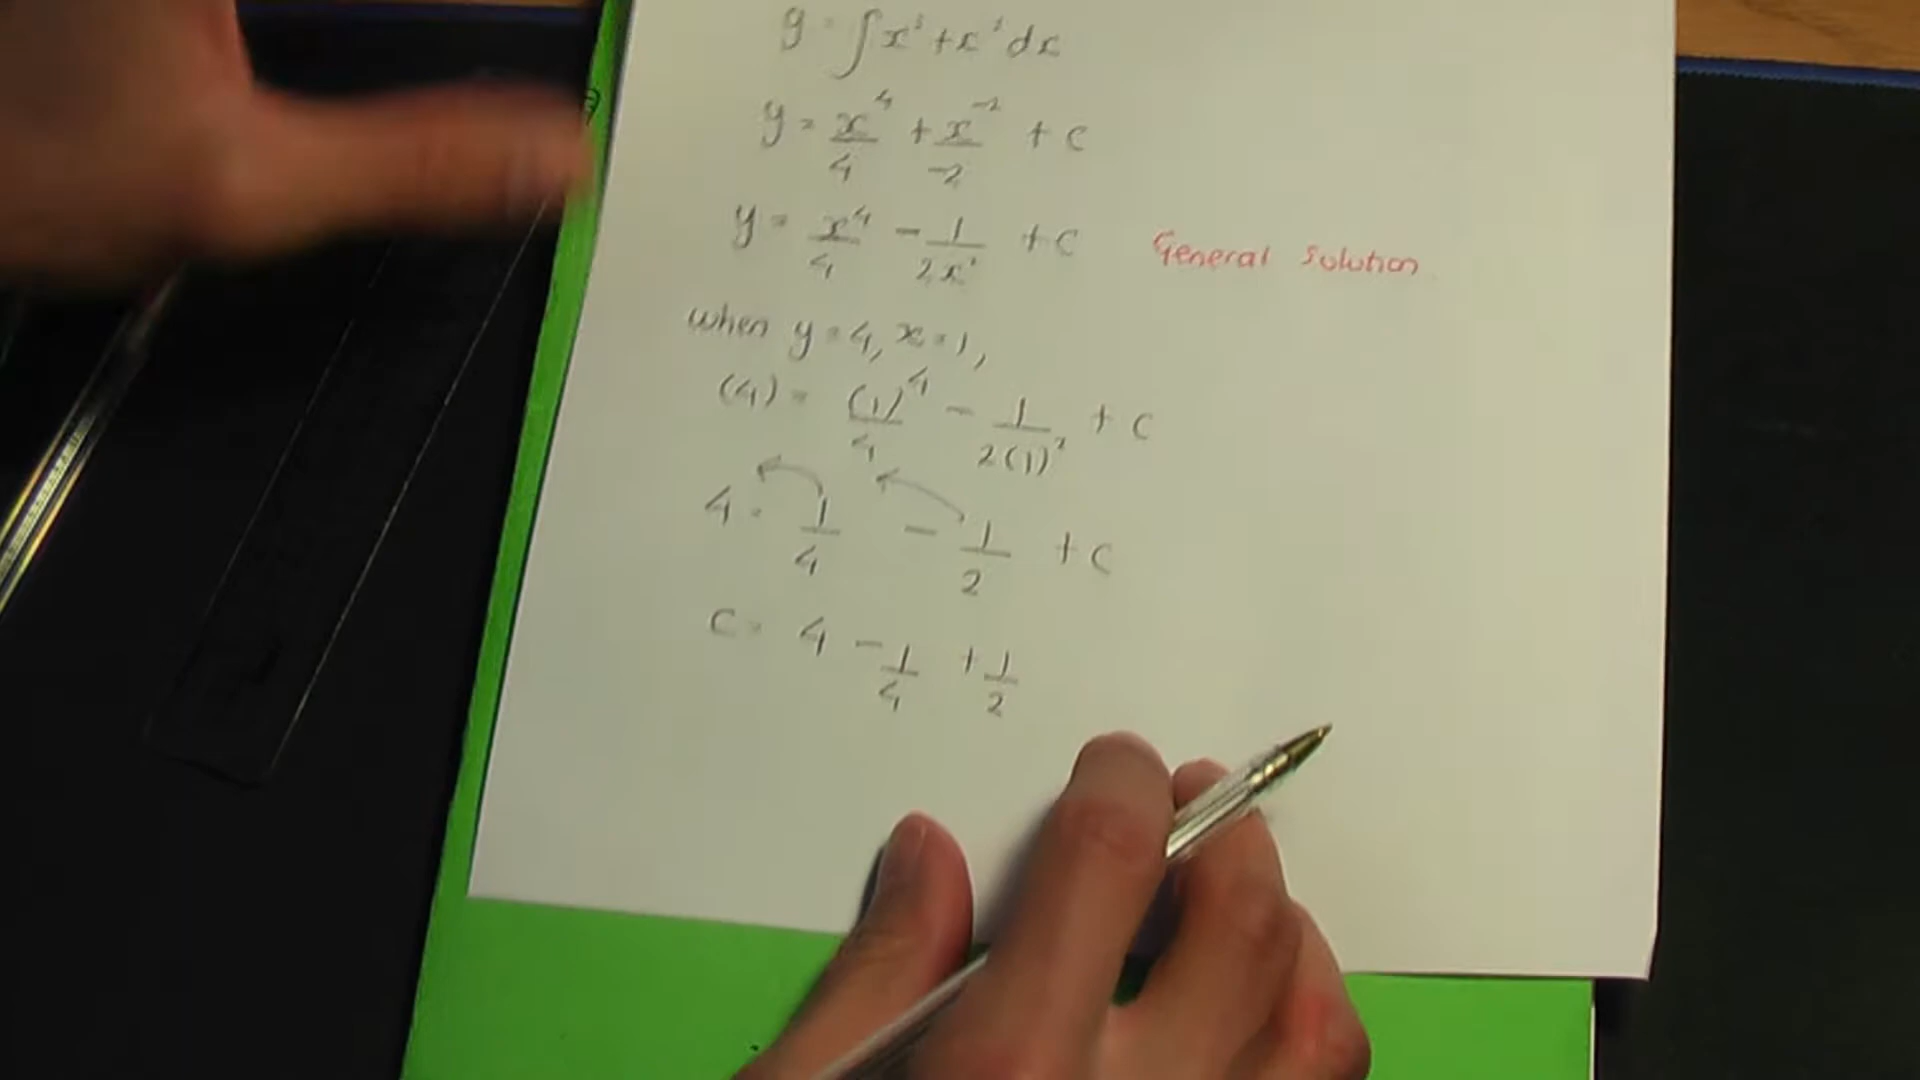 y = ∫ x³ + x⁻³ dx
y = x⁴/4 + x⁻²/-2 + c
y = x⁴/4 - 1/2x² + c General Solution
when y = 4, x = 1,
(4) = (1)⁴/4 - 1/2(1)² + c
4 = 1/4 - 1/2 + c
c = 4 - 1/4 + 1/2